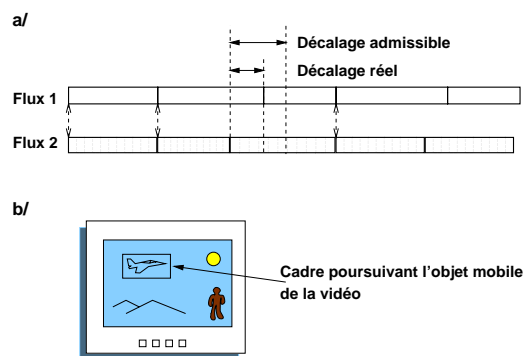 a/
Décalage admissible
Décalage réel
Flux 1
Flux 2
b/
Cadre poursuivant l'objet mobile
de la vidéo